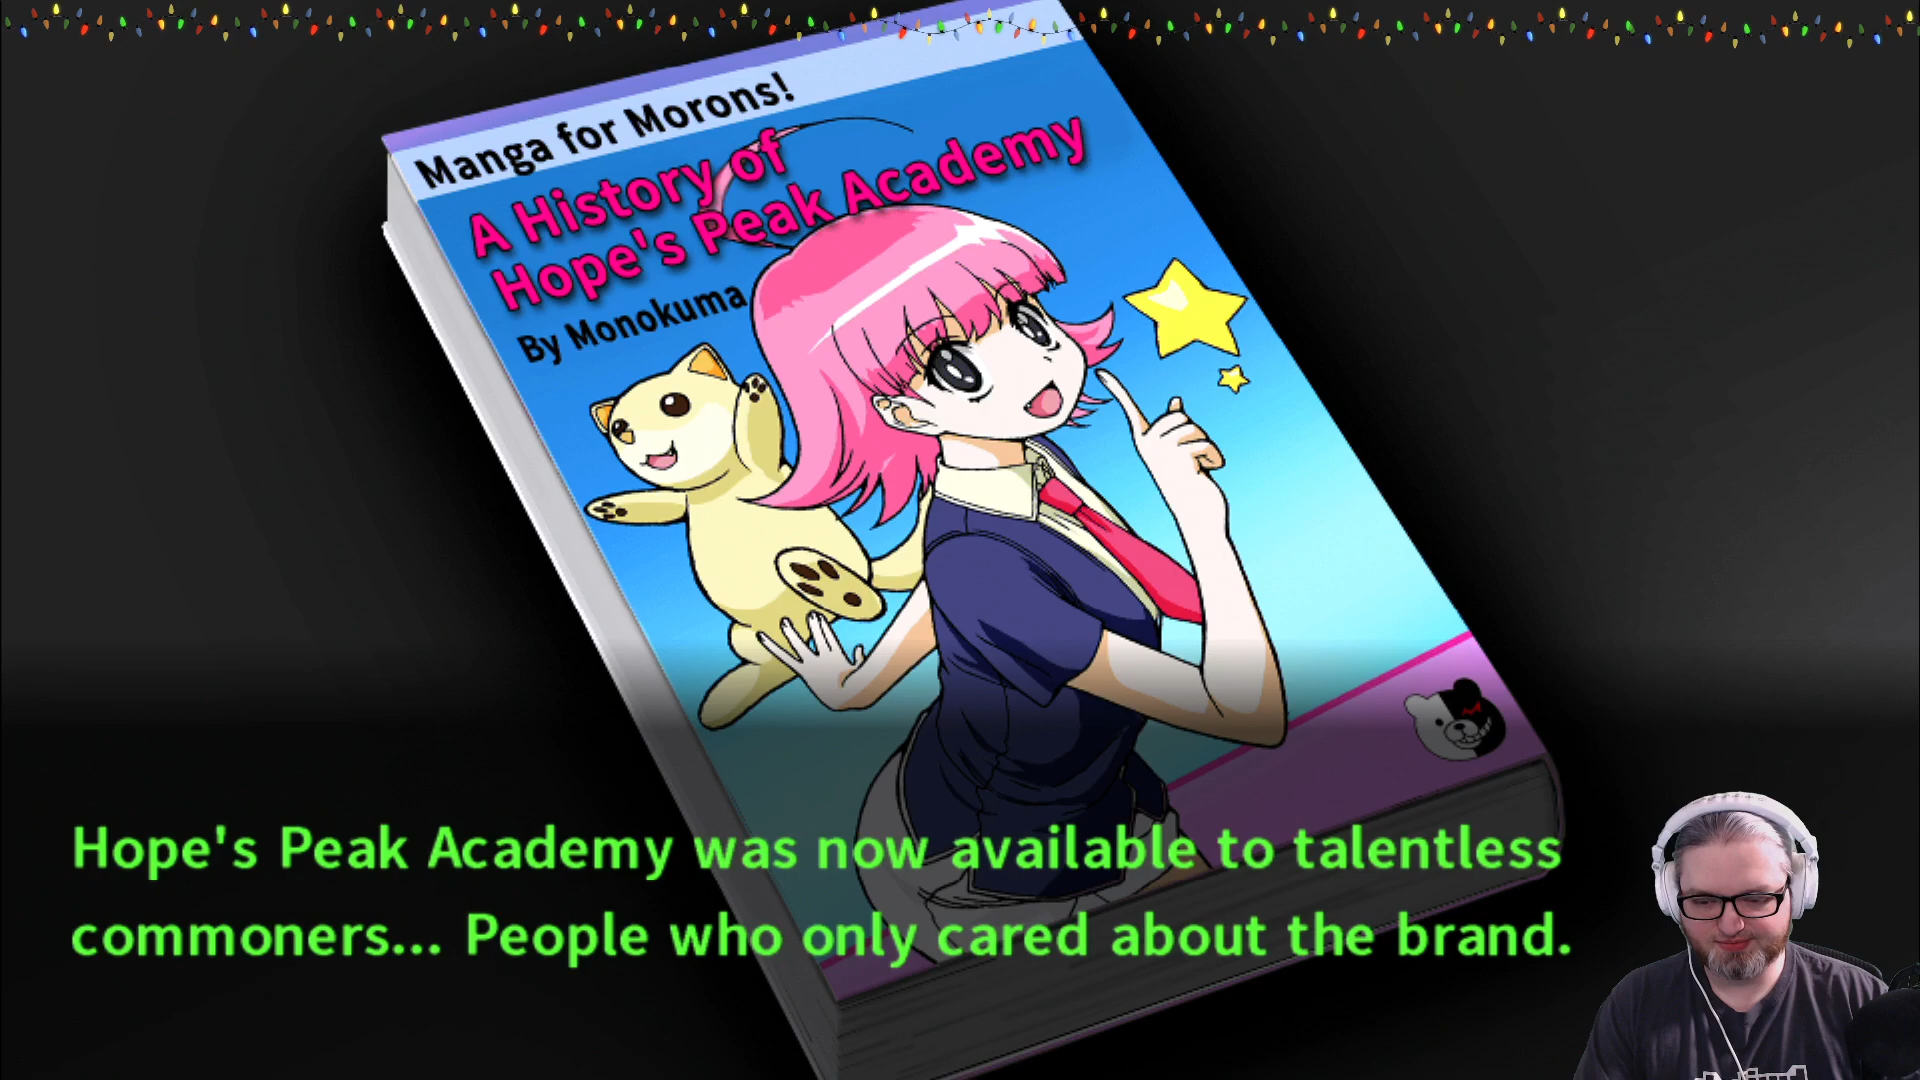 Manga for Morons!
A History of
Hope's Peak Academy
By Monokuma
Hope's Peak Academy was now available to talentless
commoners... People who only cared about the brand.